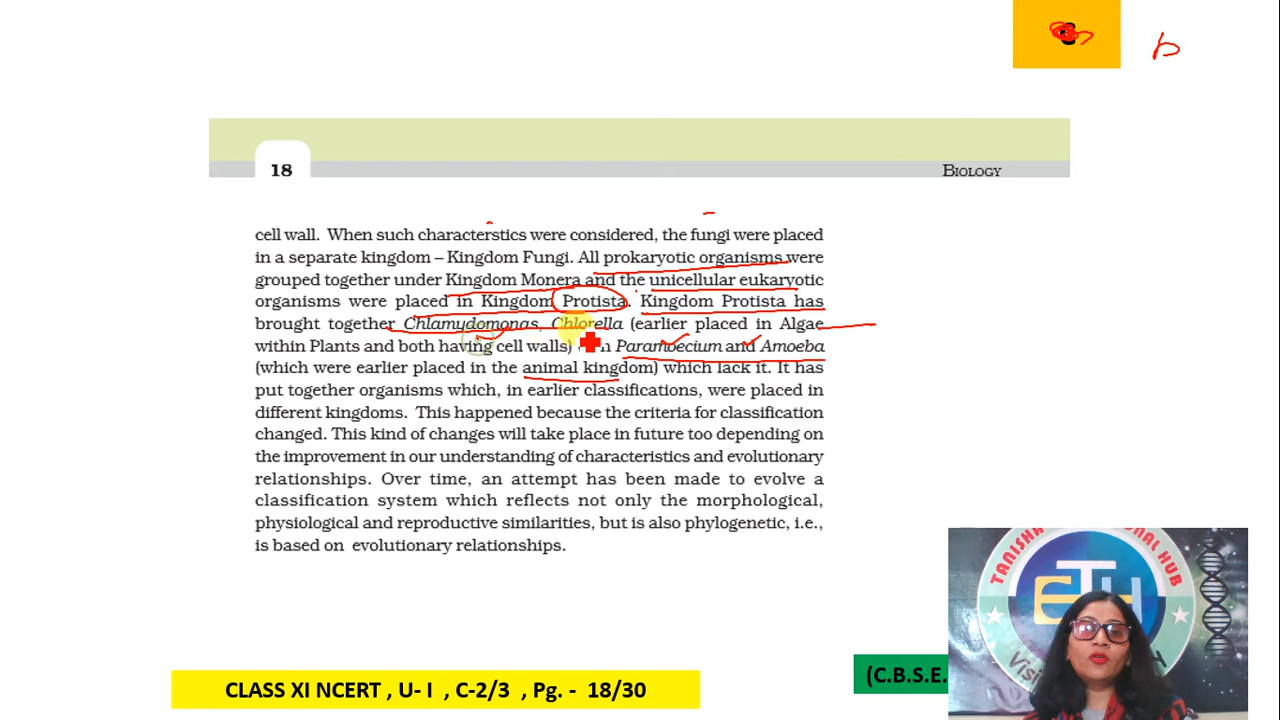 b
18
BIOLOGY
cell wall. When such characterstics were considered, the fungi were placed
in a separate kingdom – Kingdom Fungi. All prokaryotic organisms were
grouped together under Kingdom Monera and the unicellular eukaryotic
organisms were placed in Kingdom Protista. Kingdom Protista has
brought together Chlamydomonas, Chlorella (earlier placed in Algae
within Plants and both having cell walls) Paramoecium and Amoeba
(which were earlier placed in the animal kingdom) which lack it. It has
put together organisms which, in earlier classifications, were placed in
different kingdoms. This happened because the criteria for classification
changed. This kind of changes will take place in future too depending on
the improvement in our understanding of characteristics and evolutionary
relationships. Over time, an attempt has been made to evolve a
classification system which reflects not only the morphological,
physiological and reproductive similarities, but is also phylogenetic, i.e.,
is based on evolutionary relationships.
TANISHA
HUB
ETH
CLASS XI NCERT , U- I , C-2/3 , Pg. - 18/30
(C.B.S.E.